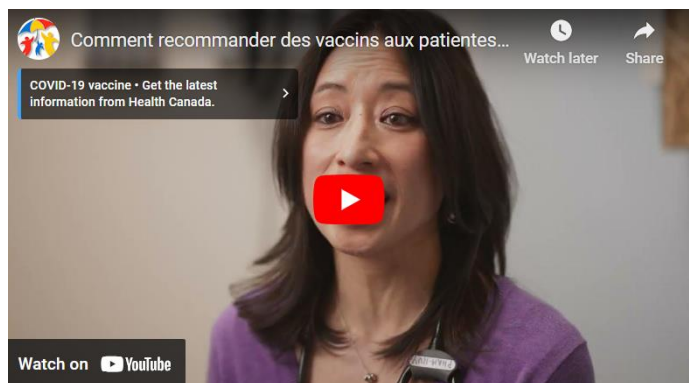 Comment recommander des vaccins aux patientes…
Watch later
Share
COVID-19 vaccine • Get the latest
information from Health Canada.
Watch on YouTube